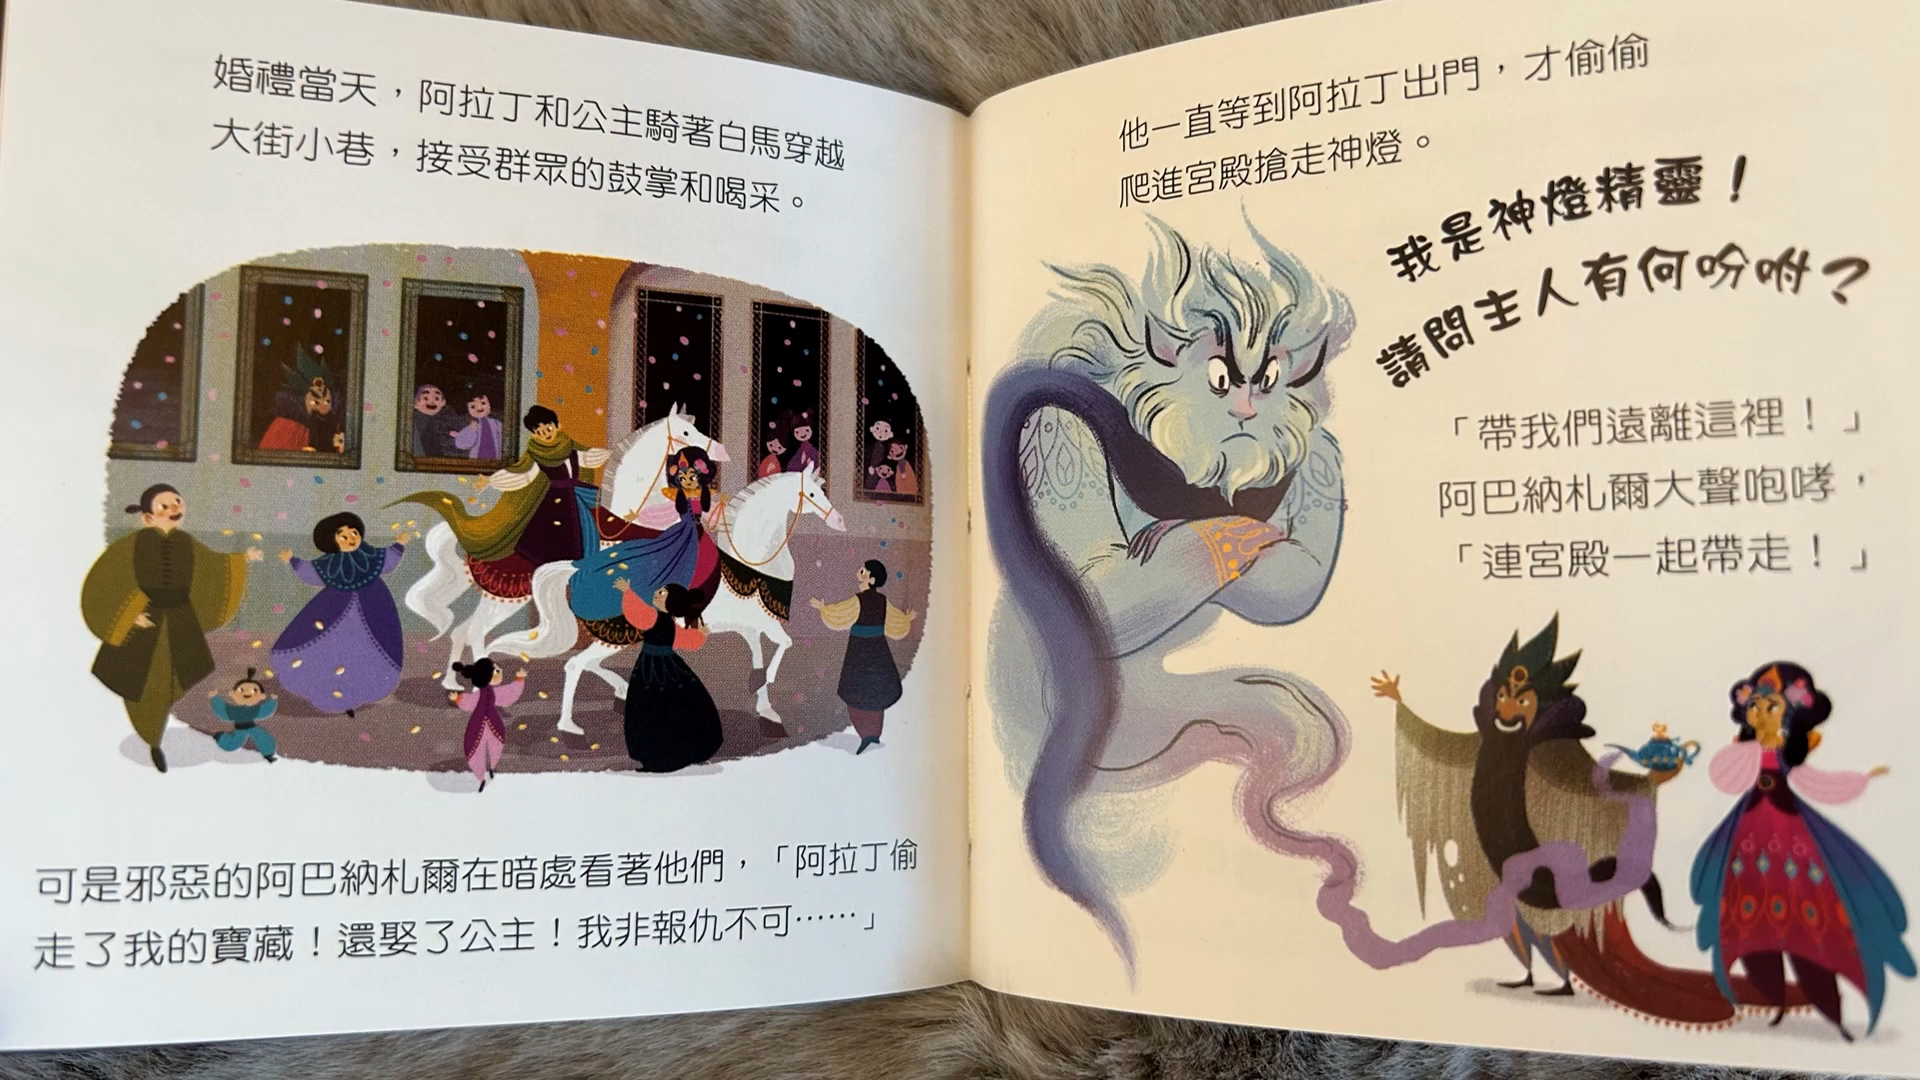 婚禮當天，阿拉丁和公主騎著白馬穿越
大街小巷，接受群眾的鼓掌和喝采。
可是邪惡的阿巴納札爾在暗處看著他們，「阿拉丁偷
走了我的寶藏！還娶了公主！我非報仇不可……」
他一直等到阿拉丁出門，才偷偷
爬進宮殿搶走神燈。
我是神燈精靈！
請問主人有何吩咐？
「帶我們遠離這裡！」
阿巴納札爾大聲咆哮，
「連宮殿一起帶走！」